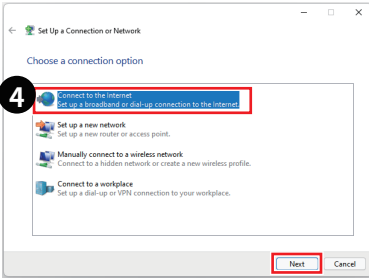 Set Up a Connection or Network
Choose a connection option
4
Connect to the Internet
Set up a broadband or dial-up connection to the Internet.
Set up a new network
Set up a new router or access point.
Manually connect to a wireless network
Connect to a hidden network or create a new wireless profile.
Connect to a workplace
Set up a dial-up or VPN connection to your workplace.
Next Cancel